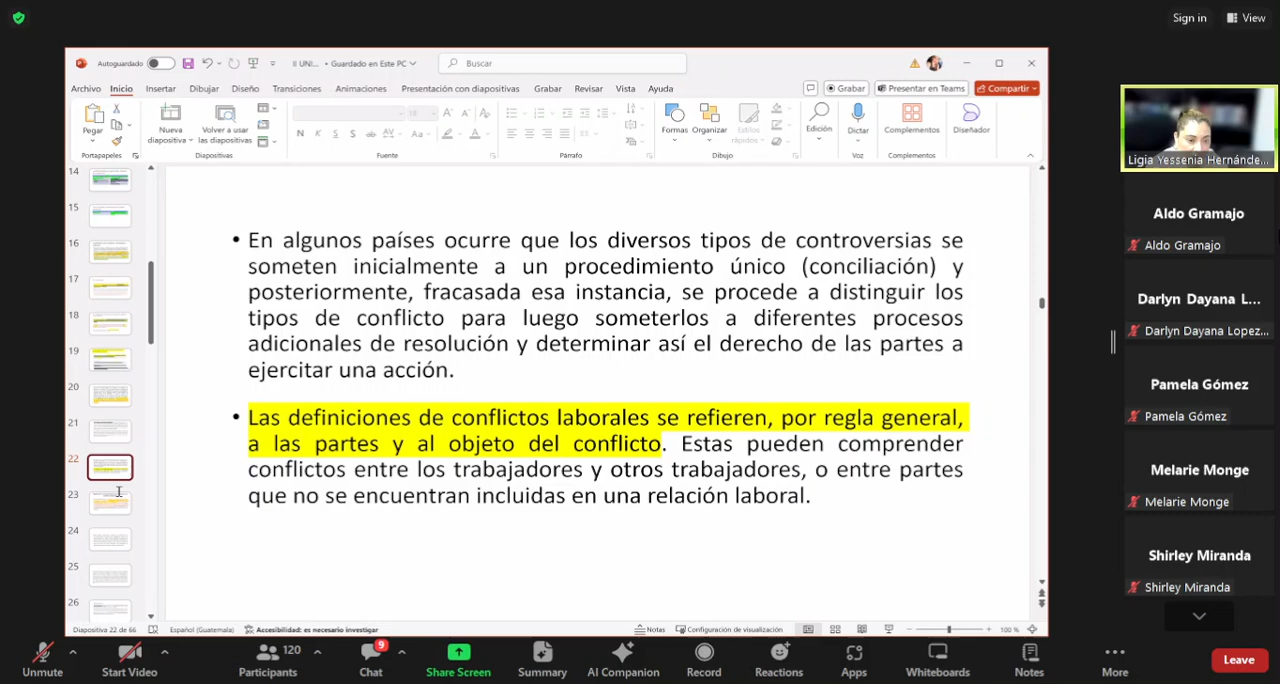 Sign in
View
Autoguardado
II UNI... • Guardado en Este PC
Buscar
Archivo Inicio Insertar Dibujar Diseño Transiciones Animaciones Presentación con diapositivas Grabar Revisar Vista Ayuda
Grabar
Presentar en Teams
Compartir
Pegar
Nueva diapositiva
Volver a usar las diapositivas
N K S S ab AV Aa A
Formas
Organizar
Estilos rápidos
Edición
Dictar
Complementos
Diseñador
Portapapeles
Diapositivas
Fuente
Párrafo
Dibujo
Voz
Complementos
14
15
16
17
18
19
20
21
22
23
24
25
26
• En algunos países ocurre que los diversos tipos de controversias se
someten inicialmente a un procedimiento único (conciliación) y
posteriormente, fracasada esa instancia, se procede a distinguir los
tipos de conflicto para luego someterlos a diferentes procesos
adicionales de resolución y determinar así el derecho de las partes a
ejercitar una acción.
• Las definiciones de conflictos laborales se refieren, por regla general,
a las partes y al objeto del conflicto. Estas pueden comprender
conflictos entre los trabajadores y otros trabajadores, o entre partes
que no se encuentran incluidas en una relación laboral.
Diapositiva 22 de 66
Español (Guatemala)
Accesibilidad: es necesario investigar
Notas
Configuración de visualización
100 %
Ligia Yessenia Hernánde...
Aldo Gramajo
Aldo Gramajo
Darlyn Dayana L...
Darlyn Dayana Lopez...
Pamela Gómez
Pamela Gómez
Melarie Monge
Melarie Monge
Shirley Miranda
Shirley Miranda
Unmute
Start Video
120
Participants
9
Chat
Share Screen
Summary
AI Companion
Record
Reactions
Apps
Whiteboards
Notes
More
Leave